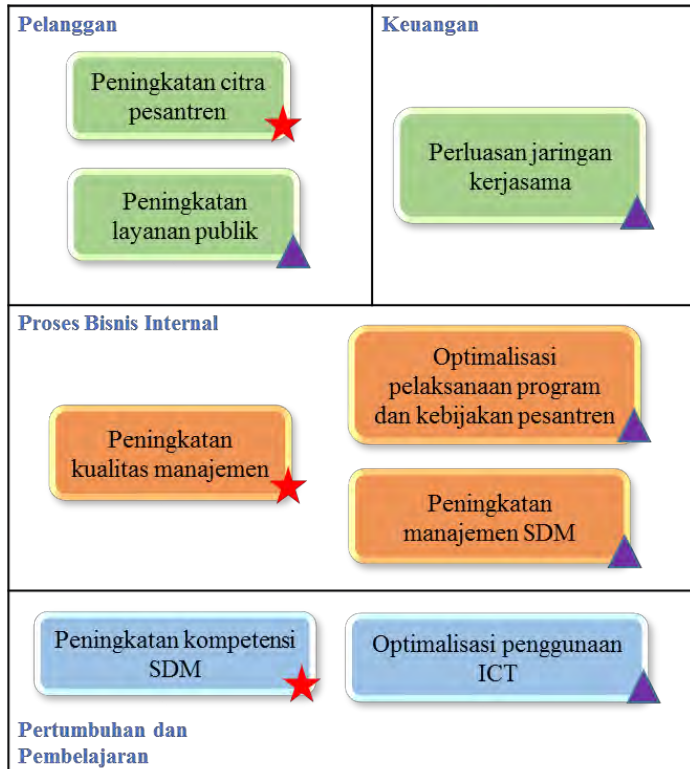 Pelanggan
Peningkatan citra
pesantren
Peningkatan
layanan publik
Keuangan
Perluasan jaringan
kerjasama
Proses Bisnis Internal
Peningkatan
kualitas manajemen
Optimalisasi
pelaksanaan program
dan kebijakan pesantren
Peningkatan
manajemen SDM
Peningkatan kompetensi
SDM
Optimalisasi penggunaan
ICT
Pertumbuhan dan
Pembelajaran